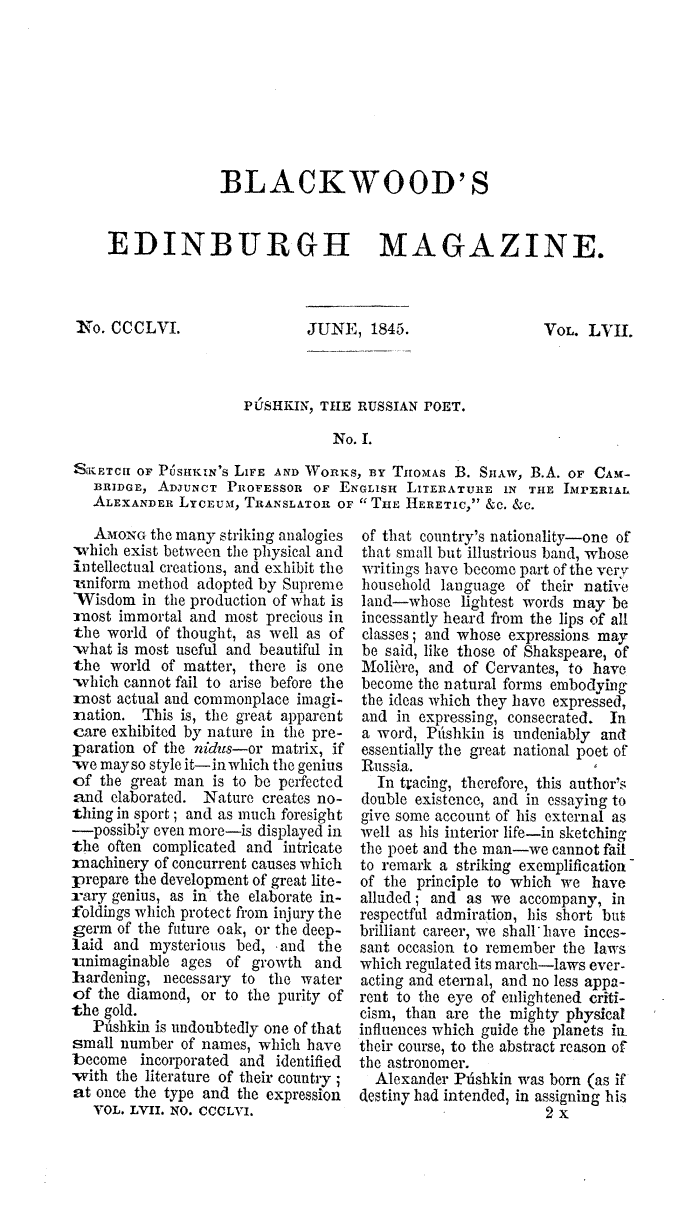 BLACKWOOD'S
EDINBURGH MAGAZINE.
No. CCCLVI.
JUNE, 1845.
VOL. LVII.
PÚSHKIN, THE RUSSIAN POET.
No. I.
SKETCH OF PÚSHKIN'S LIFE AND WORKS, BY THOMAS B. SHAW, B.A. OF CAM-
BRIDGE, ADJUNCT PROFESSOR OF ENGLISH LITERATURE IN THE IMPERIAL
ALEXANDER LYCEUM, TRANSLATOR OF "THE HERETIC," &c. &c.
AMONG the many striking analogies
which exist between the physical and
intellectual creations, and exhibit the
uniform method adopted by Supreme
Wisdom in the production of what is
most immortal and most precious in
the world of thought, as well as of
what is most useful and beautiful in
the world of matter, there is one
which cannot fail to arise before the
most actual and commonplace imagi-
nation. This is, the great apparent
care exhibited by nature in the pre-
paration of the nidus—or matrix, if
we may so style it—in which the genius
of the great man is to be perfected
and elaborated. Nature creates no-
thing in sport; and as much foresight
—possibly even more—is displayed in
the often complicated and intricate
machinery of concurrent causes which
prepare the development of great lite-
rary genius, as in the elaborate in-
foldings which protect from injury the
germ of the future oak, or the deep-
laid and mysterious bed, and the
unimaginable ages of growth and
hardening, necessary to the water
of the diamond, or to the purity of
the gold.
Púshkin is undoubtedly one of that
small number of names, which have
become incorporated and identified
with the literature of their country;
at once the type and the expression
VOL. LVII. NO. CCCLVI.
of that country's nationality—one of
that small but illustrious band, whose
writings have become part of the very
household language of their native
land—whose lightest words may be
incessantly heard from the lips of all
classes; and whose expressions may
be said, like those of Shakspeare, of
Molière, and of Cervantes, to have
become the natural forms embodying
the ideas which they have expressed,
and in expressing, consecrated. In
a word, Púshkin is undeniably and
essentially the great national poet of
Russia.
In tracing, therefore, this author's
double existence, and in essaying to
give some account of his external as
well as his interior life—in sketching
the poet and the man—we cannot fail
to remark a striking exemplification
of the principle to which we have
alluded; and as we accompany, in
respectful admiration, his short but
brilliant career, we shall have inces-
sant occasion to remember the laws
which regulated its march—laws ever-
acting and eternal, and no less appa-
rent to the eye of enlightened criti-
cism, than are the mighty physical
influences which guide the planets in
their course, to the abstract reason of
the astronomer.
Alexander Púshkin was born (as if
destiny had intended, in assigning his
2 X